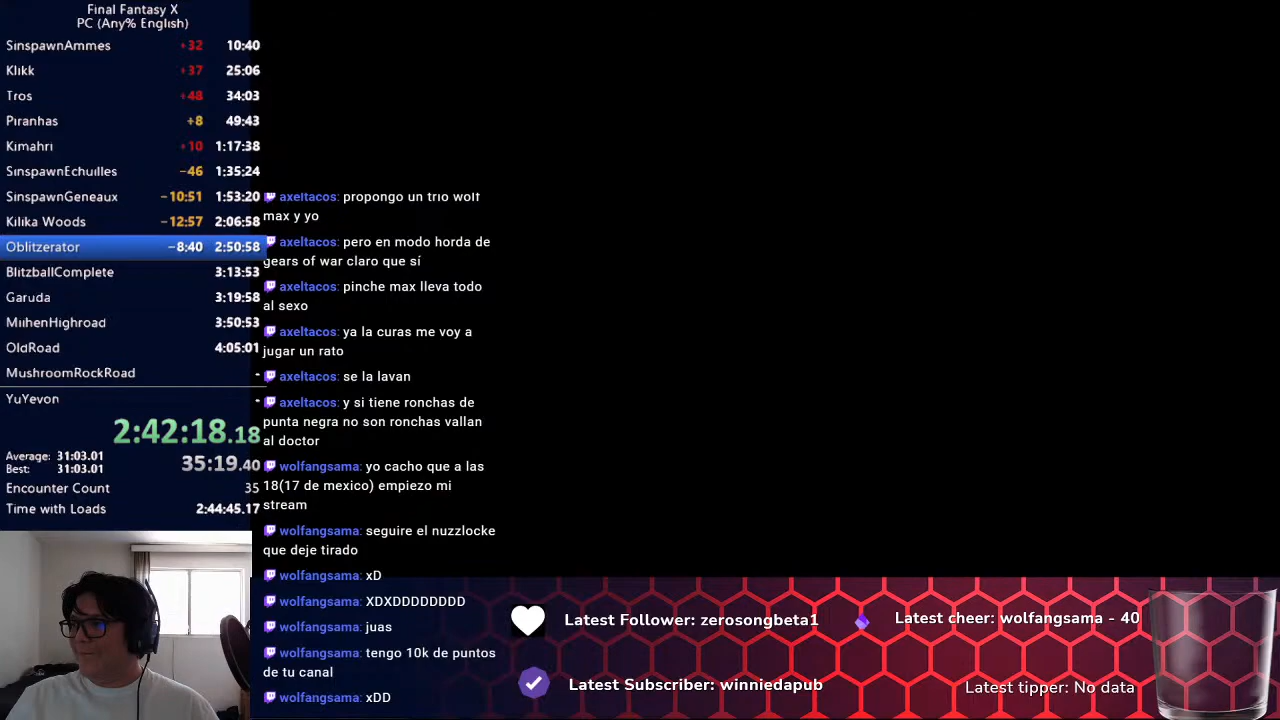 Final Fantasy X
PC (Any% English)
SinspawnAmmes +32 10:40
Klikk +37 25:06
Tros +48 34:03
Piranhas +8 49:43
Kimahri +10 1:17:38
SinspawnEchuilles -46 1:35:24
SinspawnGeneaux -10:51 1:53:20
Kilika Woods -12:57 2:06:58
Oblitzerator -8:40 2:50:58
BlitzballComplete 3:13:53
Garuda 3:19:58
MiihenHighroad 3:50:53
OldRoad 4:05:01
MushroomRockRoad -
YuYevon -
2:42:18.18
Average: 31:03.01
Best: 31:03.01
35:19.40
Encounter Count 35
Time with Loads 2:44:45.17
axeltacos: propongo un trio wolf
max y yo
axeltacos: pero en modo horda de
gears of war claro que sí
axeltacos: pinche max lleva todo
al sexo
axeltacos: ya la curas me voy a
jugar un rato
axeltacos: se la lavan
axeltacos: y si tiene ronchas de
punta negra no son ronchas vallan
al doctor
wolfangsama: yo cacho que a las
18(17 de mexico) empiezo mi
stream
wolfangsama: seguire el nuzzlocke
que deje tirado
wolfangsama: xD
wolfangsama: XDXDDDDDDDD
wolfangsama: juas
wolfangsama: tengo 10k de puntos
de tu canal
wolfangsama: xDD
Latest Follower: zerosongbeta1
Latest cheer: wolfangsama - 40
Latest Subscriber: winniedapub
Latest tipper: No data